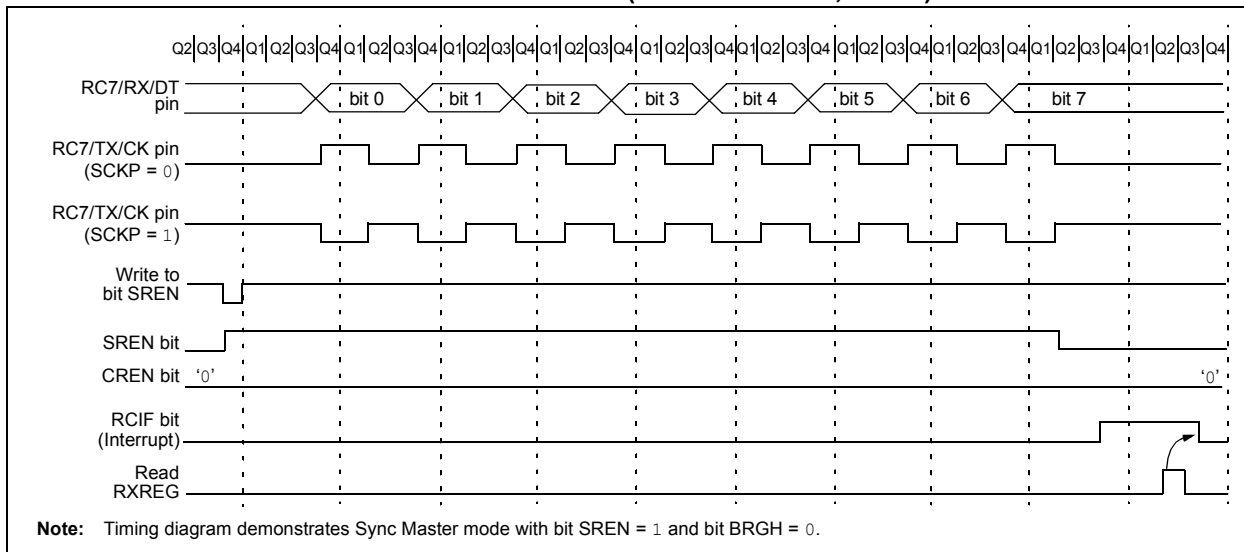 Q2 Q3 Q4 Q1 Q2 Q3 Q4 Q1 Q2 Q3 Q4 Q1 Q2 Q3 Q4 Q1 Q2 Q3 Q4 Q1 Q2 Q3 Q4 Q1 Q2 Q3 Q4 Q1 Q2 Q3 Q4 Q1 Q2 Q3 Q4 Q1 Q2 Q3 Q4 Q1 Q2 Q3 Q4
RC7/RX/DT
pin
bit 0 bit 1 bit 2 bit 3 bit 4 bit 5 bit 6 bit 7
RC7/TX/CK pin
(SCKP = 0)
RC7/TX/CK pin
(SCKP = 1)
Write to
bit SREN
SREN bit
CREN bit ‘0’ ‘0’
RCIF bit
(Interrupt)
Read
RXREG
Note: Timing diagram demonstrates Sync Master mode with bit SREN = 1 and bit BRGH = 0.